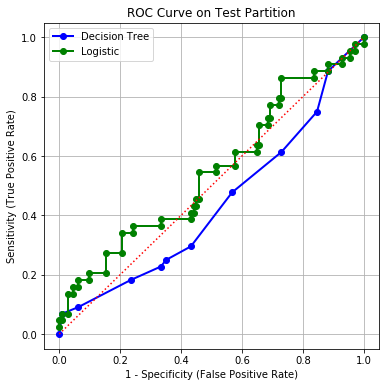 ROC Curve on Test Partition
Decision Tree
Logistic
Sensitivity (True Positive Rate)
1.0
0.8
0.6
0.4
0.2
0.0
0.0 0.2 0.4 0.6 0.8 1.0
1 - Specificity (False Positive Rate)